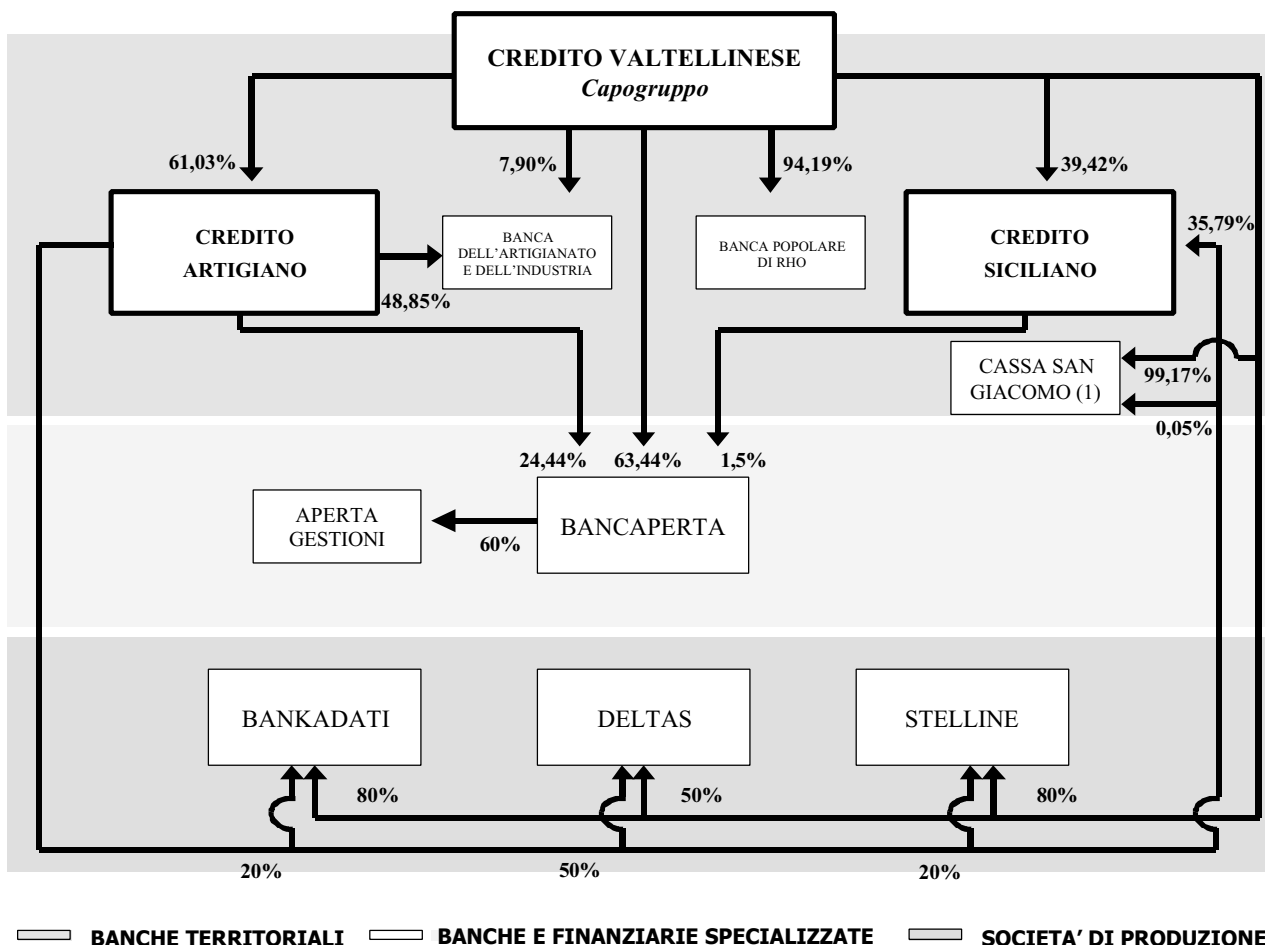 CREDITO VALTELLINESE
Capogruppo
61,03%
7,90%
94,19%
39,42%
35,79%
CREDITO
ARTIGIANO
BANCA
DELL’ARTIGIANATO
E DELL’INDUSTRIA
BANCA POPOLARE
DI RHO
CREDITO
SICILIANO
48,85%
CASSA SAN
GIACOMO (1)
99,17%
0,05%
24,44%
63,44%
1,5%
APERTA
GESTIONI
60%
BANCAPERTA
BANKADATI
DELTAS
STELLINE
80%
50%
80%
20%
50%
20%
BANCHE TERRITORIALI
BANCHE E FINANZIARIE SPECIALIZZATE
SOCIETA’ DI PRODUZIONE